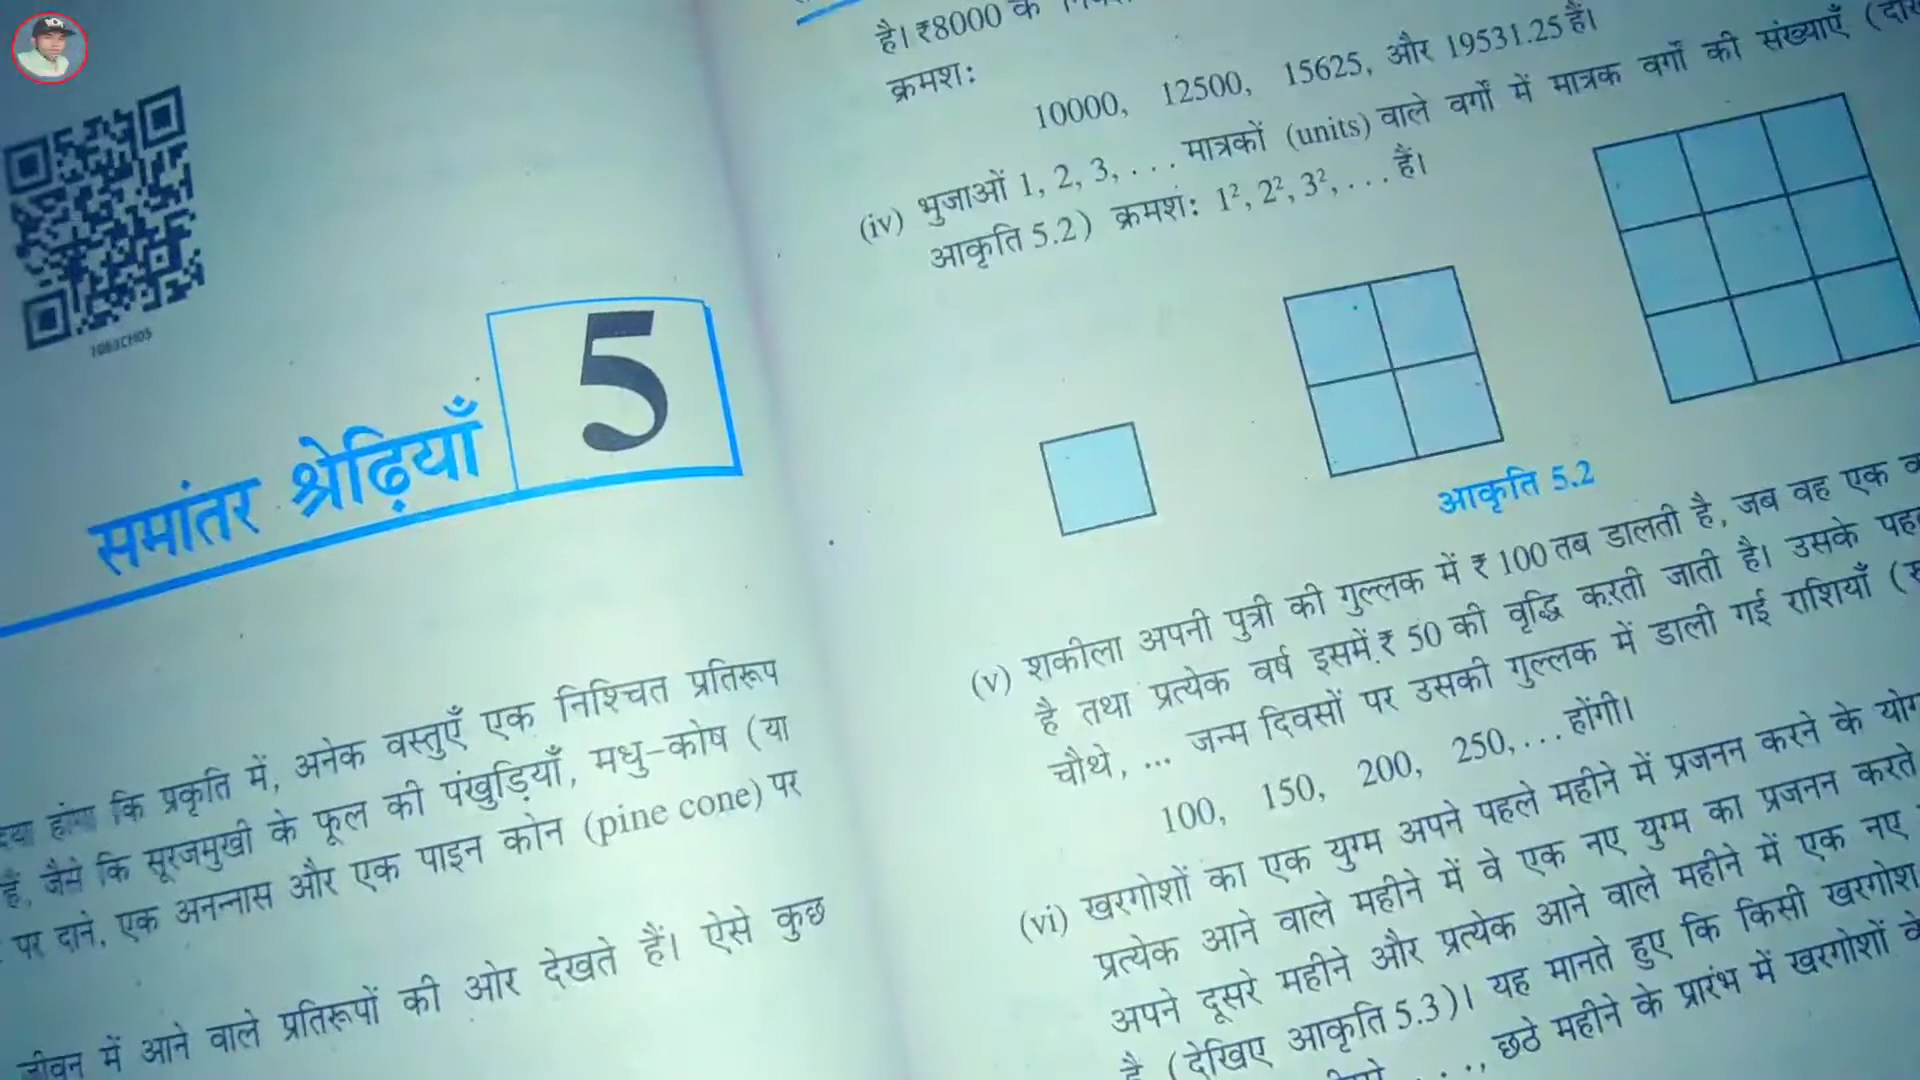 1083CH05
5
समांतर श्रेढ़ियाँ
कि प्रकृति में, अनेक वस्तुएँ एक निश्चित प्रतिरूप
हैं, जैसे कि सूरजमुखी के फूल की पंखुड़ियाँ, मधु-कोष (या
पर दाने, एक अनन्नास और एक पाइन कोन (pine cone) पर
जीवन में आने वाले प्रतिरूपों की ओर देखते हैं। ऐसे कुछ
है। ₹8000 के
क्रमश:
10000, 12500, 15625, और 19531.25 हैं।
(iv) भुजाओं 1, 2, 3, . . . मात्रकों (units) वाले वर्गों में मात्रक वर्गों की संख्याएँ
आकृति 5.2) क्रमश: 1², 2², 3², . . . हैं।
आकृति 5.2
(v) शकीला अपनी पुत्री की गुल्लक में ₹ 100 तब डालती है, जब वह एक
है तथा प्रत्येक वर्ष इसमें ₹ 50 की वृद्धि करती जाती है। उसके
चौथे, ... जन्म दिवसों पर उसकी गुल्लक में डाली गई राशियाँ
100, 150, 200, 250, . . . होंगी।
(vi) खरगोशों का एक युग्म अपने पहले महीने में प्रजनन करने के
प्रत्येक आने वाले महीने में वे एक नए युग्म का प्रजनन करते
अपने दूसरे महीने और प्रत्येक आने वाले महीने में एक नए
है (देखिए आकृति 5.3)। यह मानते हुए कि किसी खरगोश
. . ., छठे महीने के प्रारंभ में खरगोशों के